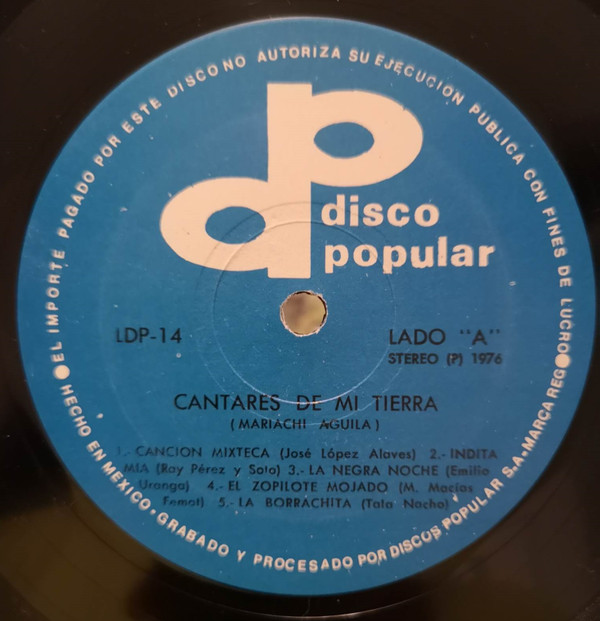 EL IMPORTE PAGADO POR ESTE DISCO NO AUTORIZA SU EJECUCION PUBLICA CON FINES DE LUCRO
dp
disco
popular
LDP-14
LADO "A"
STEREO (P) 1976
CANTARES DE MI TIERRA
(MARIACHI AGUILA)
1.- CANCION MIXTECA (José López Alaves) 2.- INDITA
MIA (Ray Pérez y Soto) 3.- LA NEGRA NOCHE (Emilio
Uranga) 4.- EL ZOPILOTE MOJADO (M. Macías
Femat) 5.- LA BORRACHITA (Tata Nacho)
HECHO EN MEXICO•GRABADO Y PROCESADO POR DISCOS POPULAR S.A.-MARCA REG